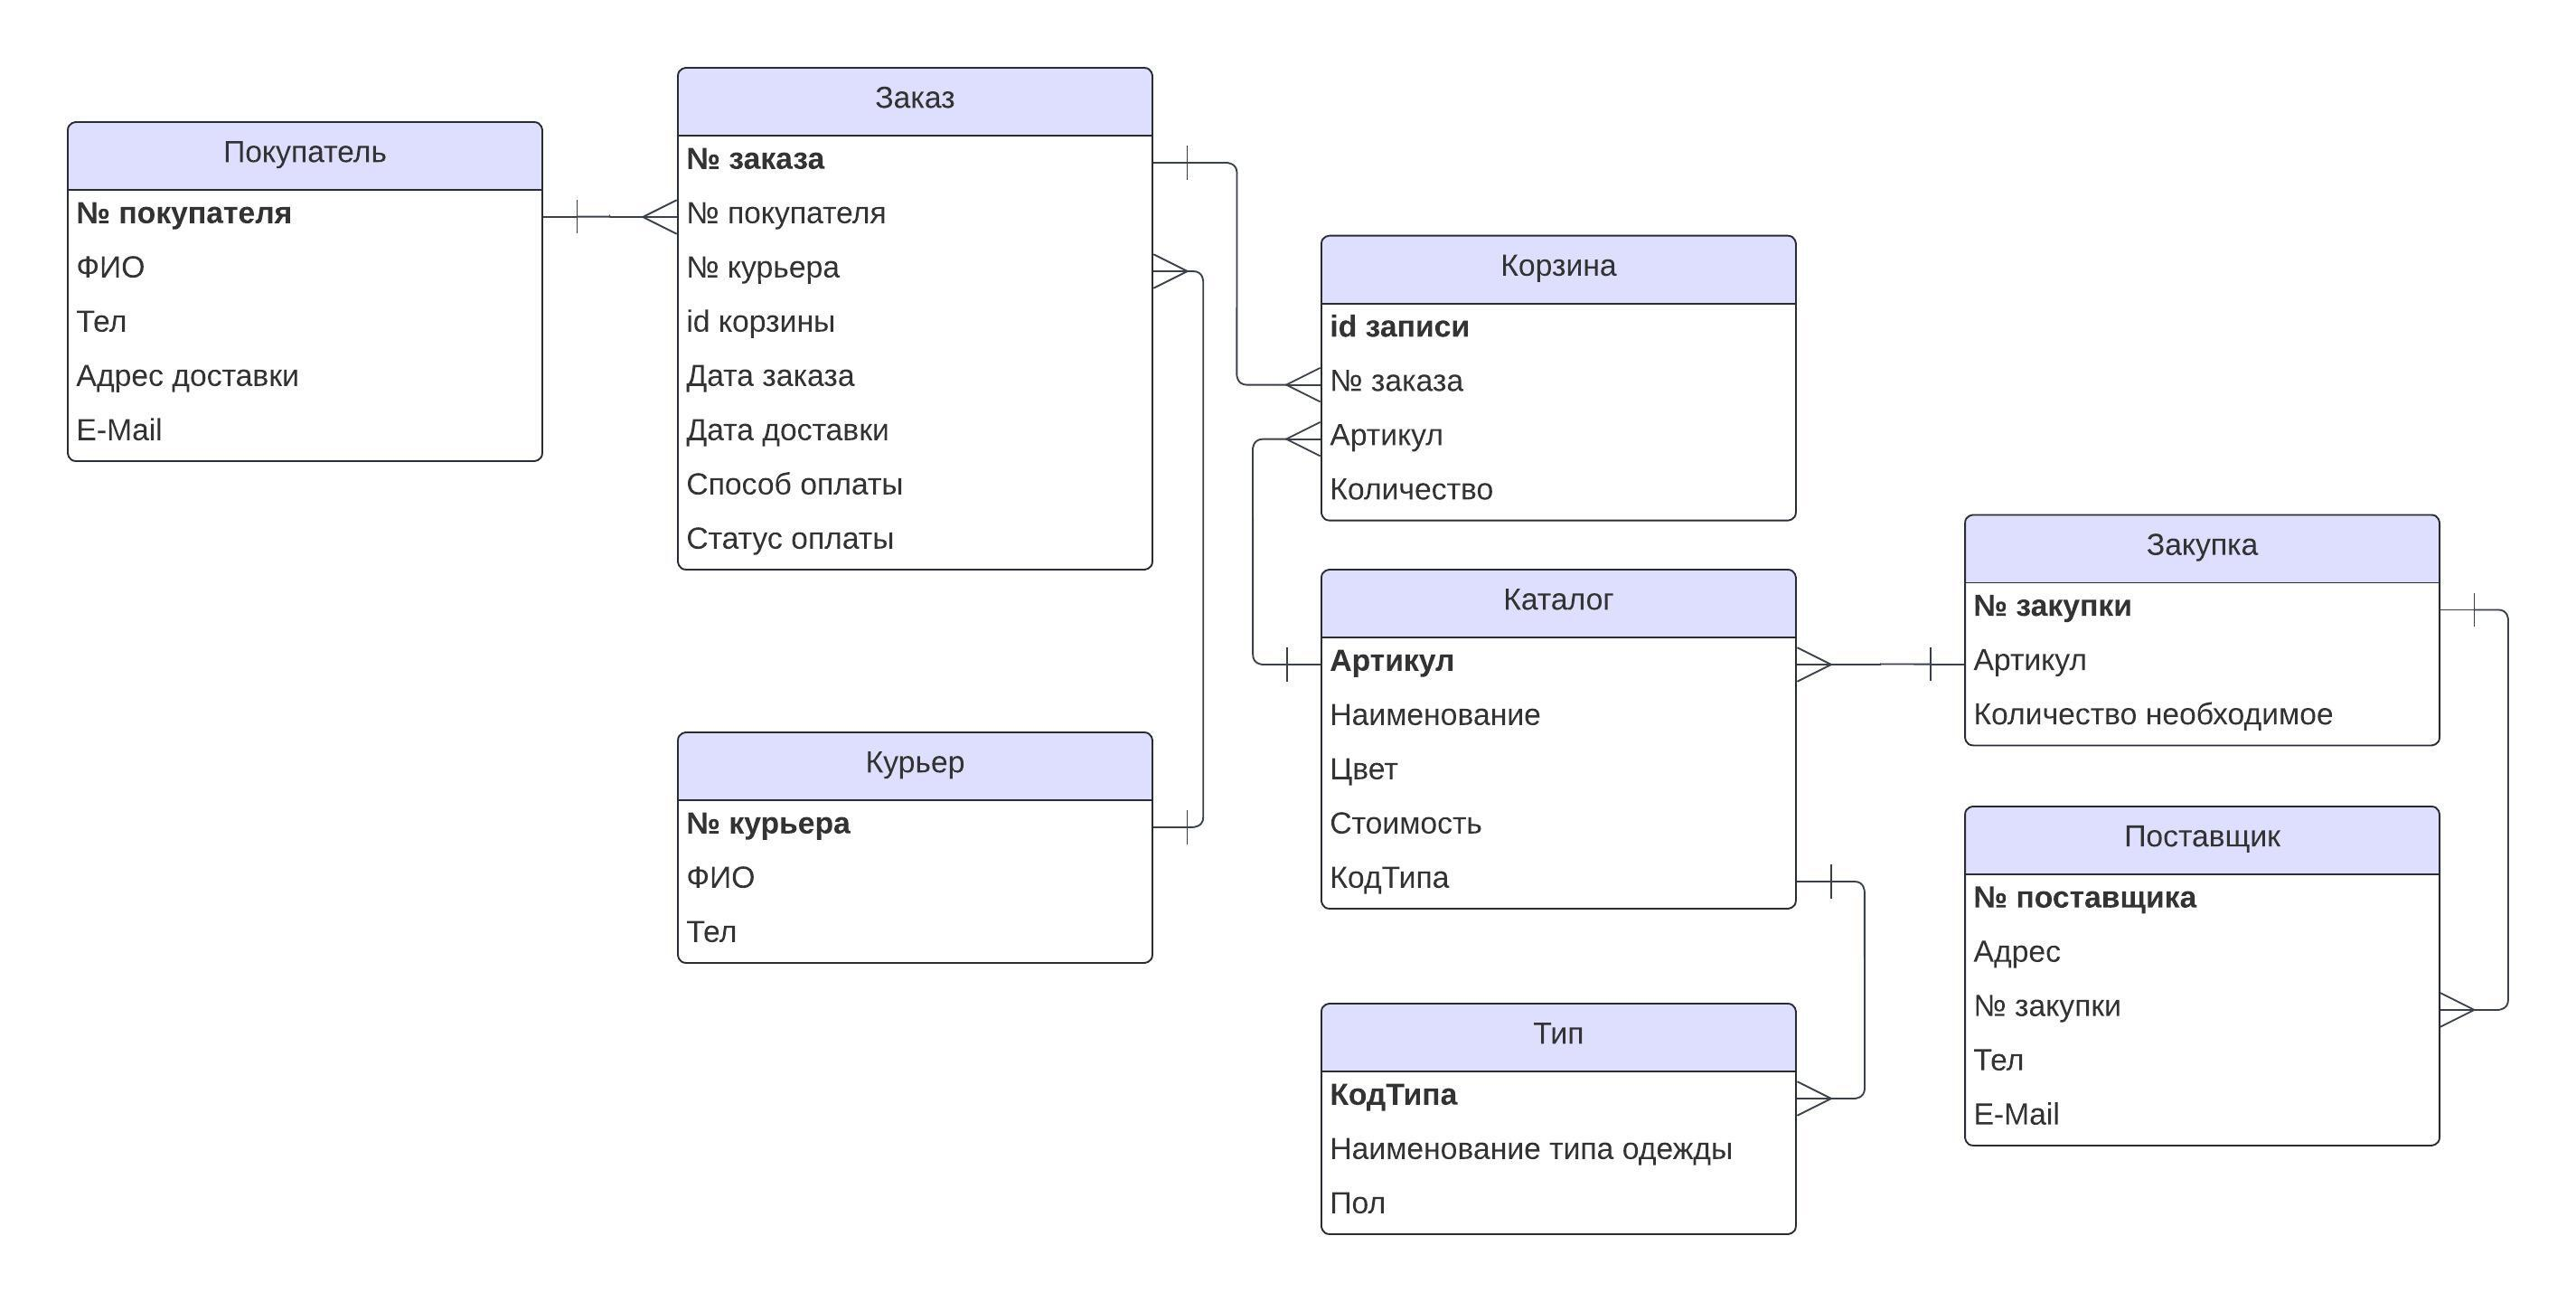 Покупатель
№ покупателя
ФИО
Тел
Адрес доставки
E-Mail
Заказ
№ заказа
№ покупателя
№ курьера
id корзины
Дата заказа
Дата доставки
Способ оплаты
Статус оплаты
Курьер
№ курьера
ФИО
Тел
Корзина
id записи
№ заказа
Артикул
Количество
Каталог
Артикул
Наименование
Цвет
Стоимость
КодТипа
Тип
КодТипа
Наименование типа одежды
Пол
Закупка
№ закупки
Артикул
Количество необходимое
Поставщик
№ поставщика
Адрес
№ закупки
Тел
E-Mail